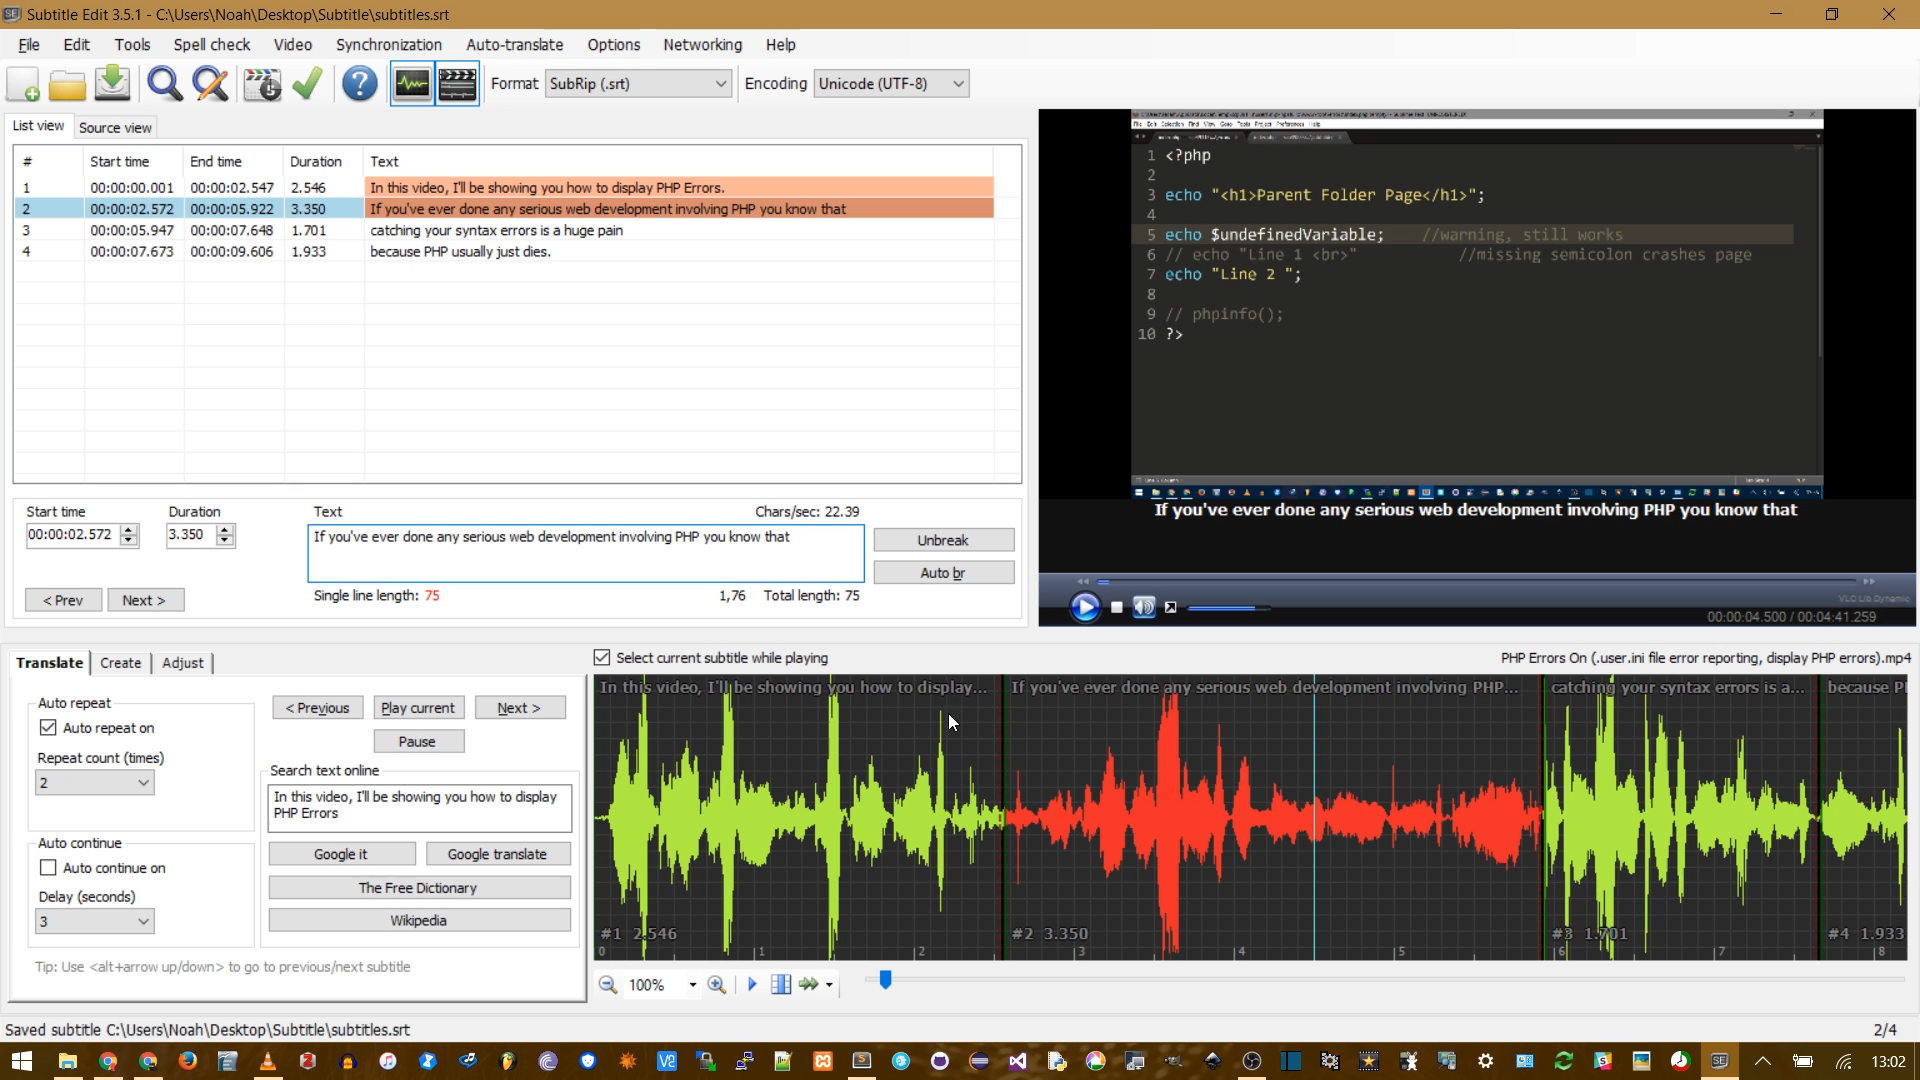 Subtitle Edit 3.5.1 - C:\Users\Noah\Desktop\Subtitle\subtitles.srt
File Edit Tools Spell check Video Synchronization Auto-translate Options Networking Help
Format SubRip (.srt) Encoding Unicode (UTF-8)
List view Source view
# Start time End time Duration Text
1 00:00:00.001 00:00:02.547 2.546 In this video, I'll be showing you how to display PHP Errors.
2 00:00:02.572 00:00:05.922 3.350 If you've ever done any serious web development involving PHP you know that
3 00:00:05.947 00:00:07.648 1.701 catching your syntax errors is a huge pain
4 00:00:07.673 00:00:09.606 1.933 because PHP usually just dies.
1 <?php
2
3 echo "<h1>Parent Folder Page</h1>";
4
5 echo $undefinedVariable; //warning, still works
6 // echo "Line 1 <br>" //missing semicolon crashes page
7 echo "Line 2 ";
8
9 // phpinfo();
10 ?>
If you've ever done any serious web development involving PHP you know that
VLC Lib Dynamic
00:00:04.500 / 00:04:41.259
Start time Duration Text Chars/sec: 22.39
00:00:02.572 3.350 If you've ever done any serious web development involving PHP you know that
Unbreak
Auto br
< Prev Next > Single line length: 75 1,76 Total length: 75
Translate Create Adjust
Auto repeat
Auto repeat on
Repeat count (times)
2
Auto continue
Auto continue on
Delay (seconds)
3
< Previous Play current Next >
Pause
Search text online
In this video, I'll be showing you how to display
PHP Errors
Google it Google translate
The Free Dictionary
Wikipedia
Tip: Use <alt+arrow up/down> to go to previous/next subtitle
Select current subtitle while playing
PHP Errors On (.user.ini file error reporting, display PHP errors).mp4
In this video, I'll be showing you how to display... If you've ever done any serious web development involving PHP... catching your syntax errors is a... because P
#1 2.546 #2 3.350 #3 1.701 #4 1.933
0 1 2 3 4 5 6 7 8
100%
Saved subtitle C:\Users\Noah\Desktop\Subtitle\subtitles.srt
2/4
13:02